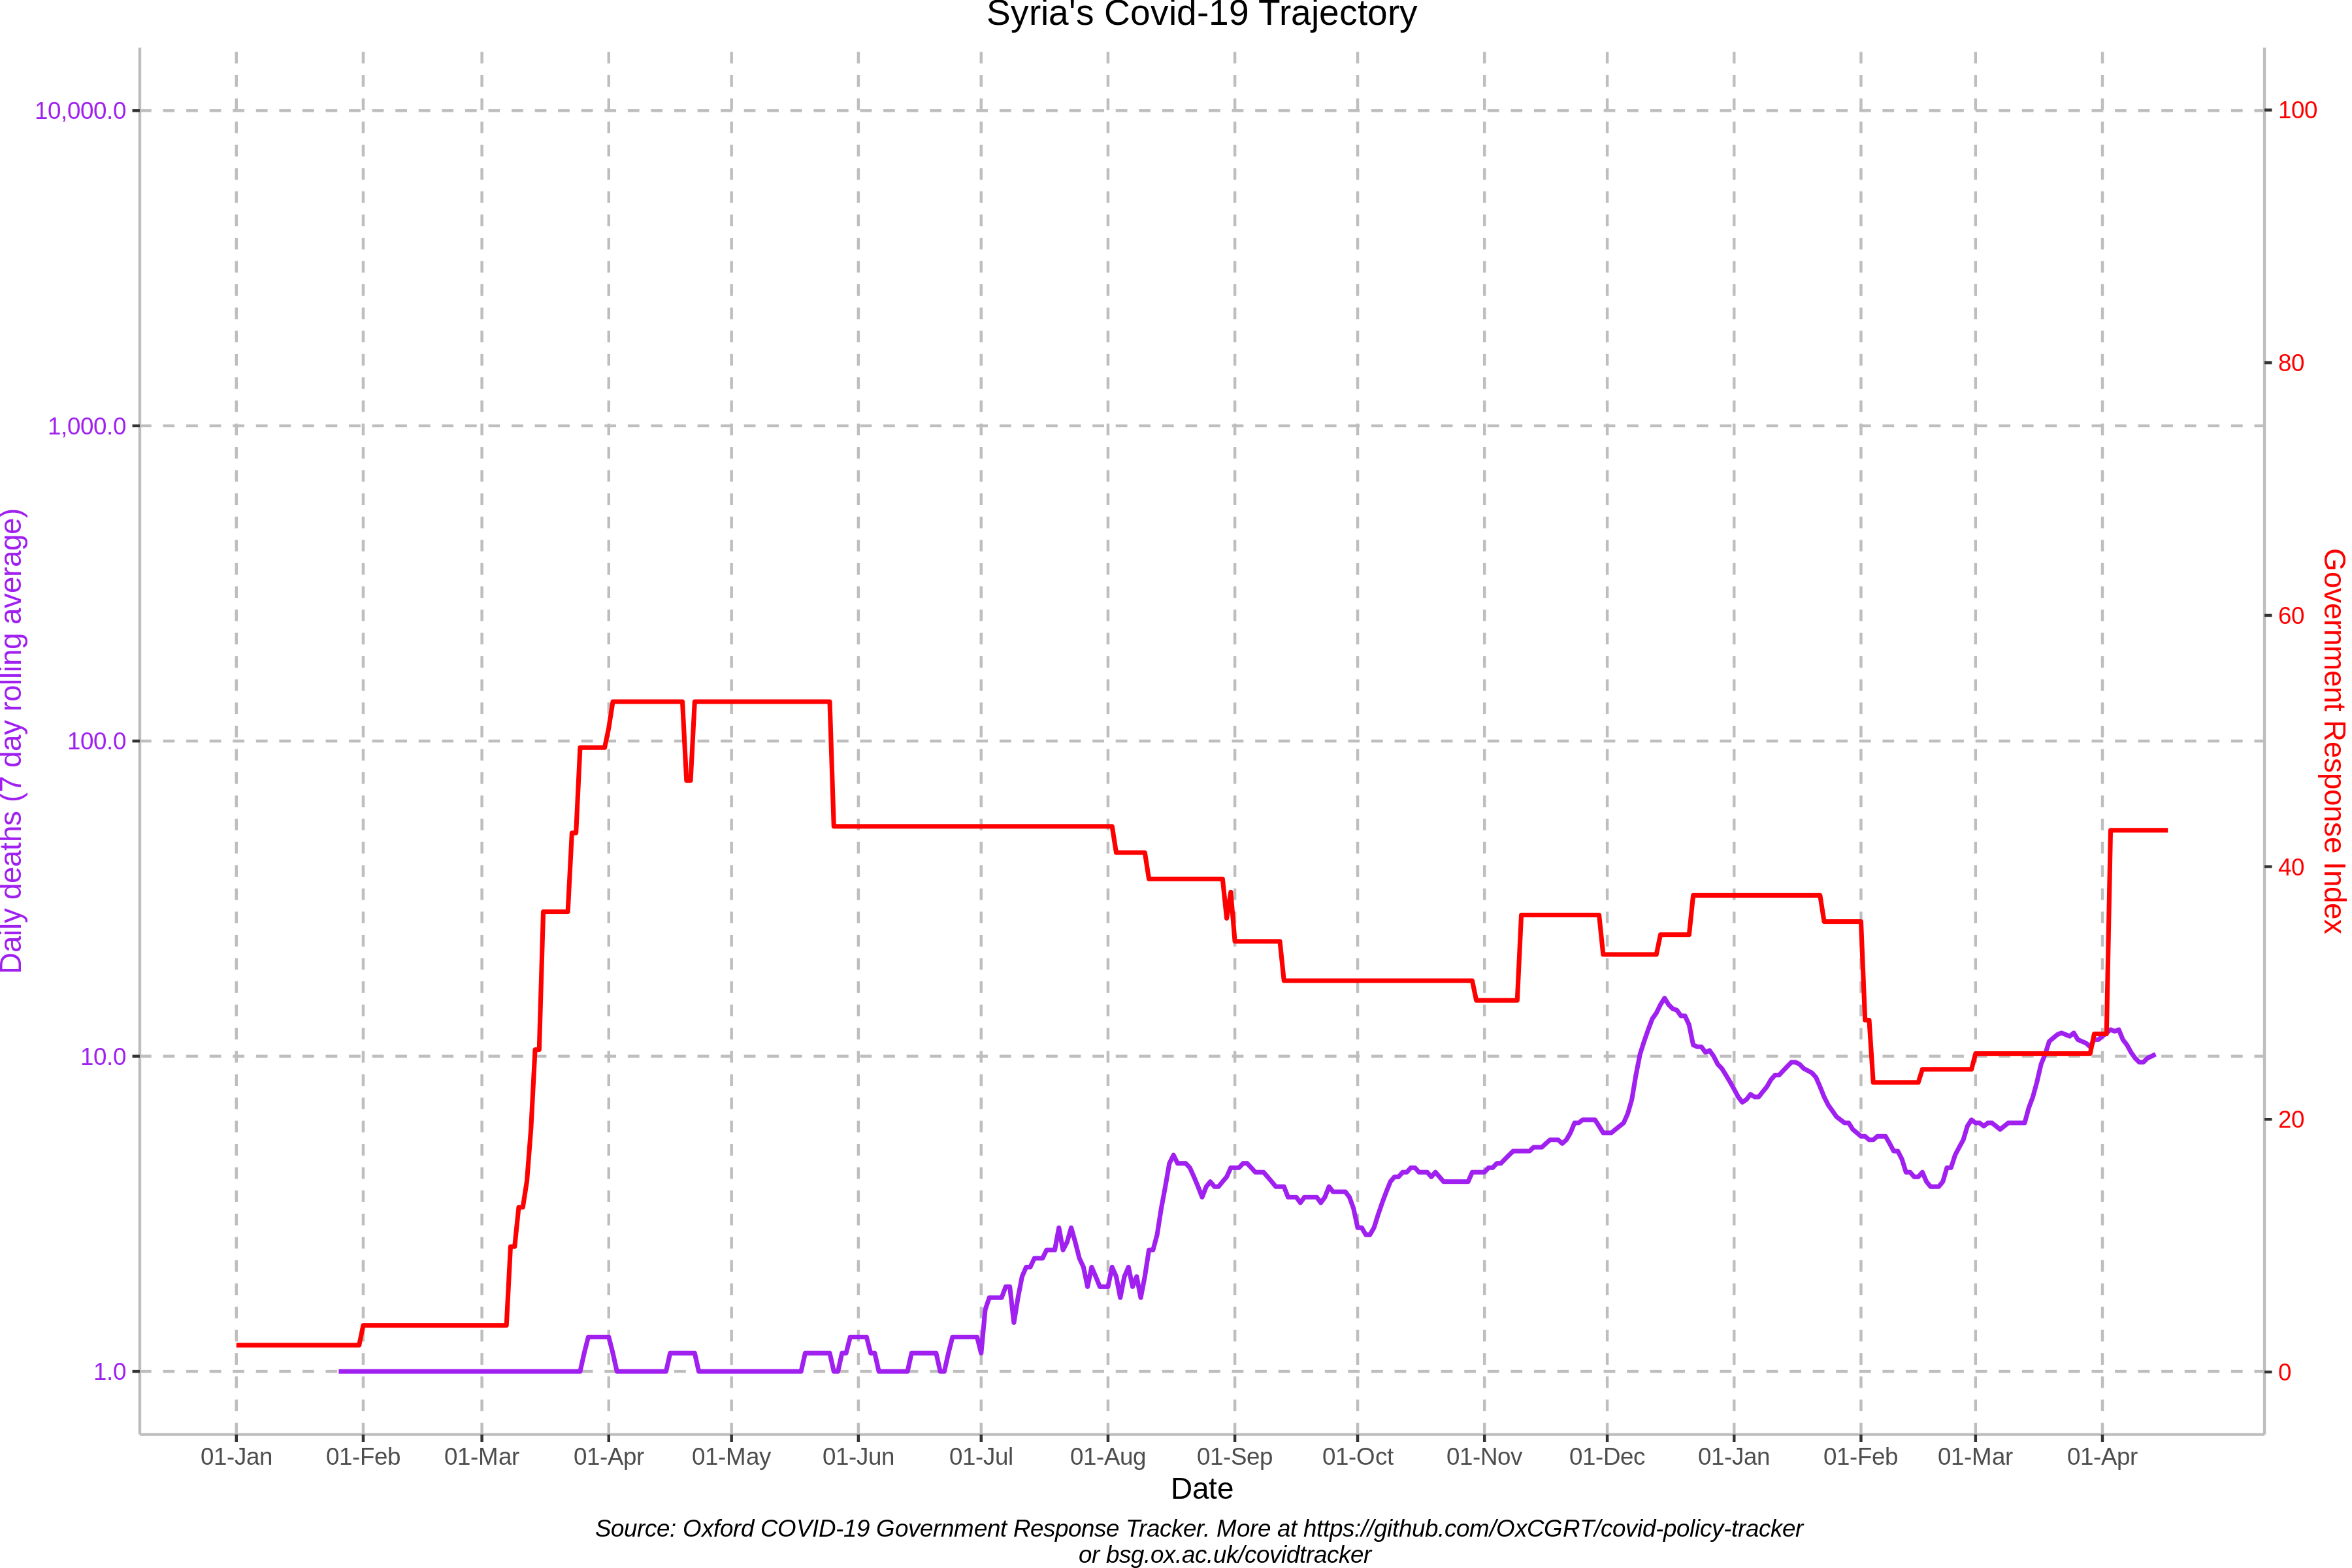 Syria's Covid-19 Trajectory
Daily deaths (7 day rolling average)
10,000.0
1,000.0
100.0
10.0
1.0
100
80
60
40
20
0
Government Response Index
01-Jan 01-Feb 01-Mar 01-Apr 01-May 01-Jun 01-Jul 01-Aug 01-Sep 01-Oct 01-Nov 01-Dec 01-Jan 01-Feb 01-Mar 01-Apr
Date
Source: Oxford COVID-19 Government Response Tracker. More at https://github.com/OxCGRT/covid-policy-tracker
or bsg.ox.ac.uk/covidtracker